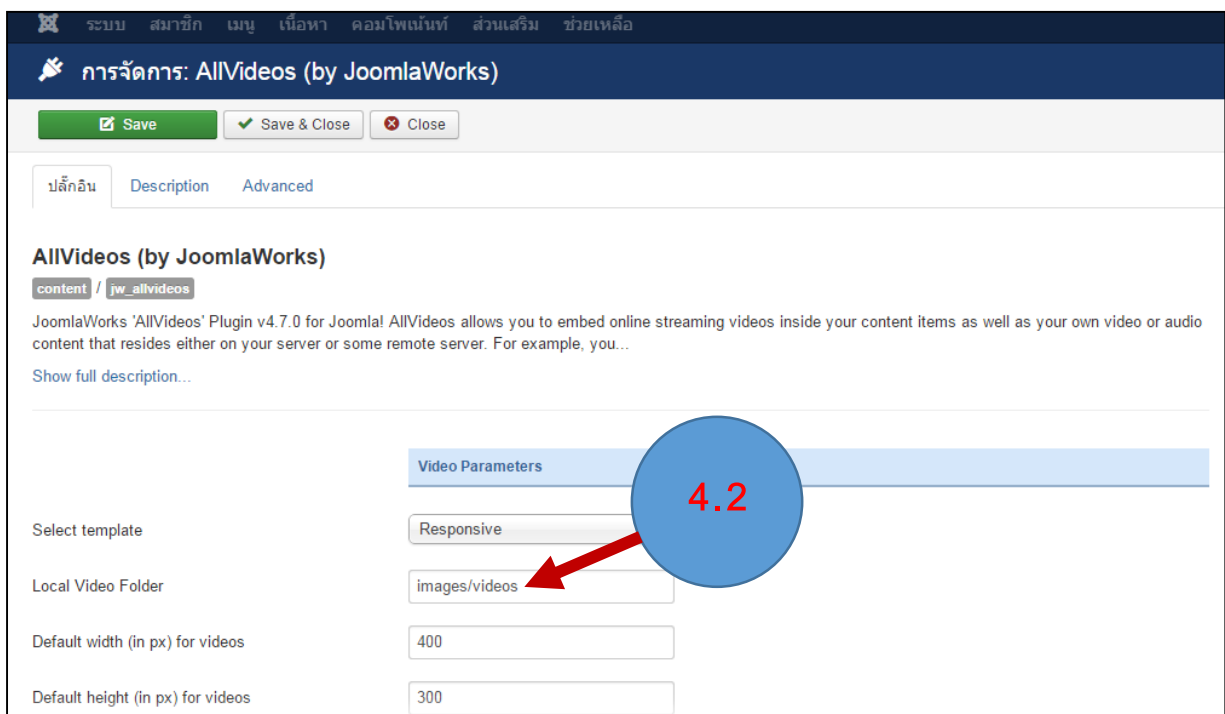 ระบบ สมาชิก เมนู เนื้อหา คอมโพเน้นท์ ส่วนเสริม ช่วยเหลือ
การจัดการ: AllVideos (by JoomlaWorks)
Save Save & Close Close
ปลั๊กอิน Description Advanced
AllVideos (by JoomlaWorks)
content / jw_allvideos
JoomlaWorks 'AllVideos' Plugin v4.7.0 for Joomla! AllVideos allows you to embed online streaming videos inside your content items as well as your own video or audio
content that resides either on your server or some remote server. For example, you...
Show full description...
Video Parameters
4.2
Select template Responsive
Local Video Folder images/videos
Default width (in px) for videos 400
Default height (in px) for videos 300